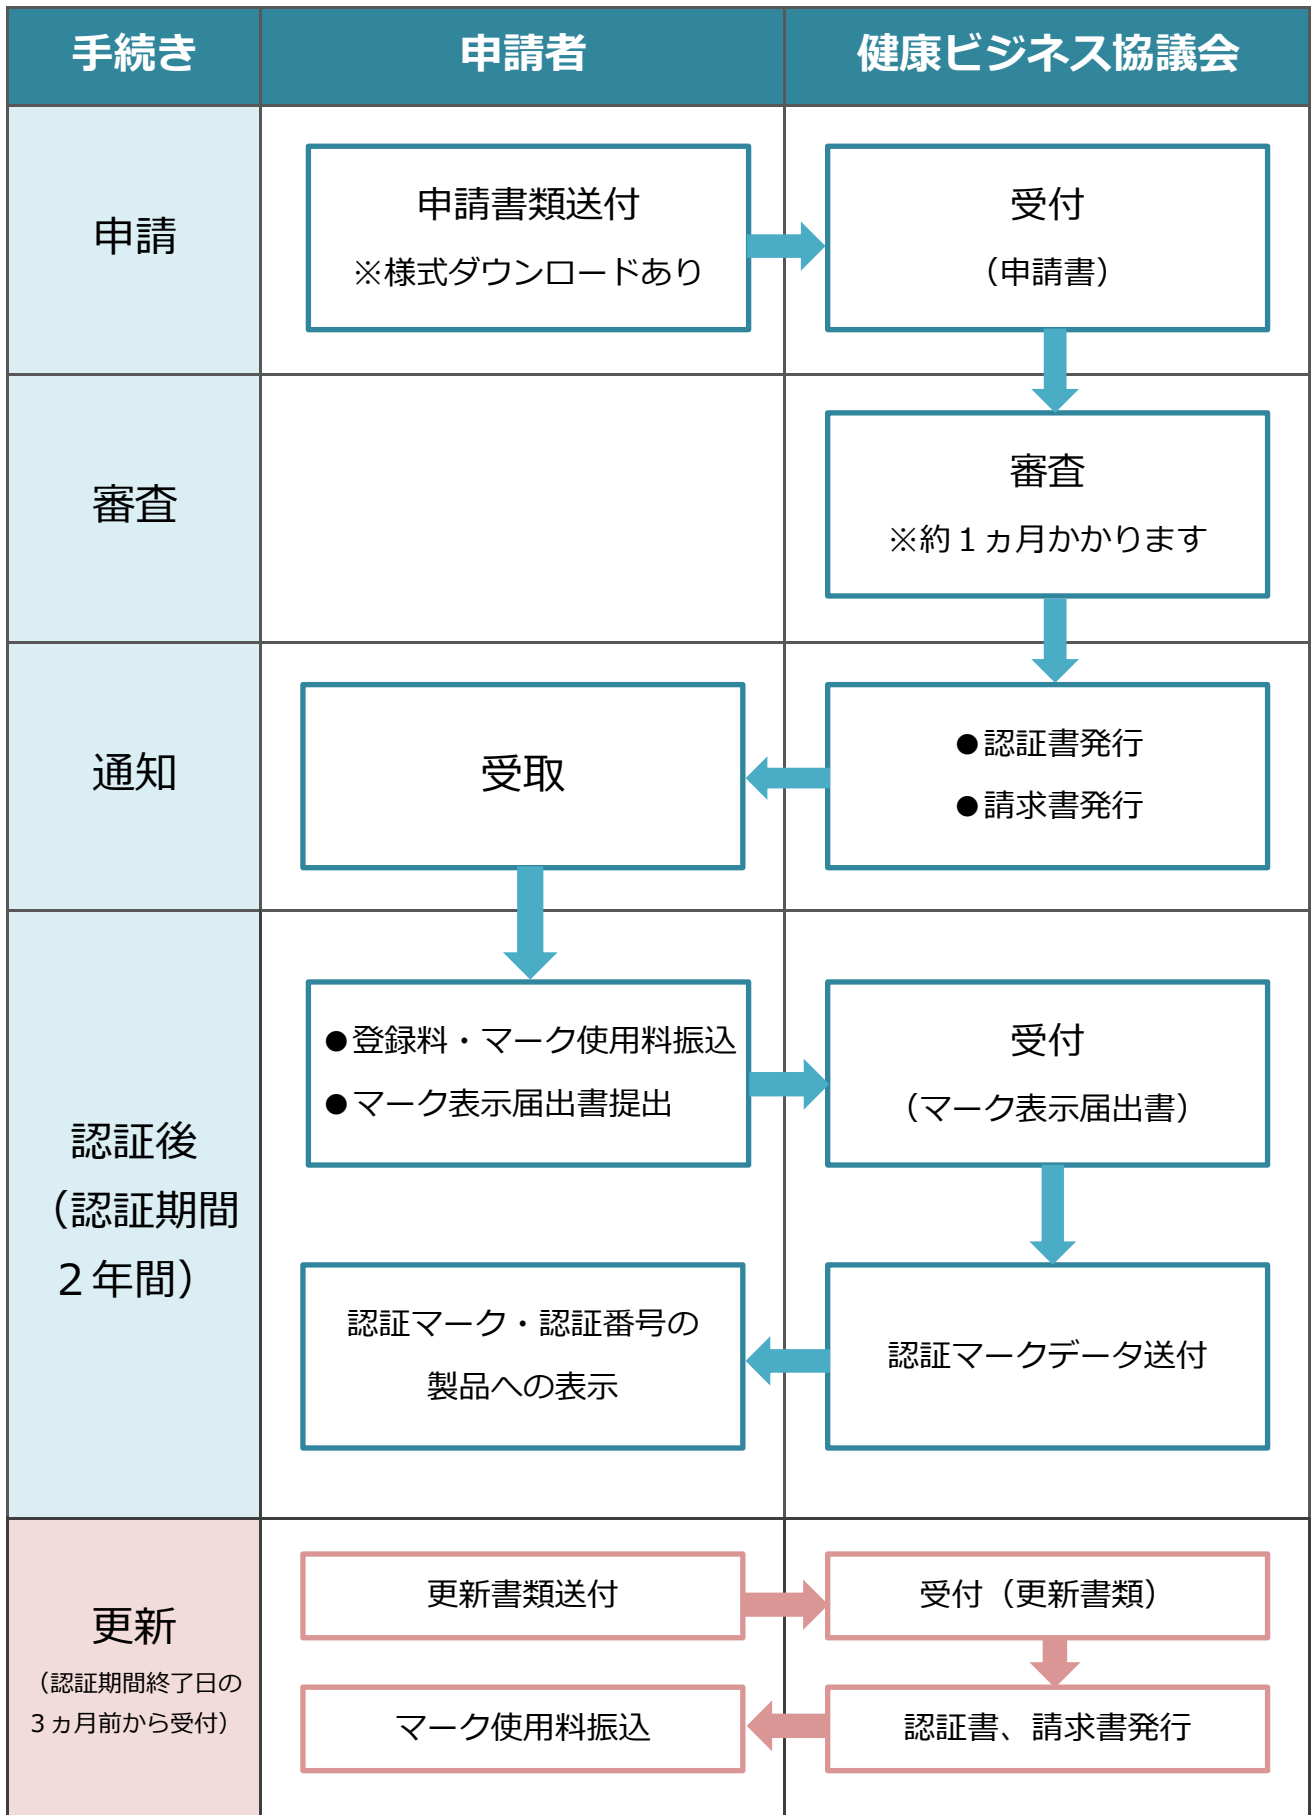 手続き
申請者
健康ビジネス協議会
申請
申請書類送付
※様式ダウンロードあり
受付
（申請書）
審査
審査
※約１ヵ月かかります
通知
受取
●認証書発行
●請求書発行
認証後
（認証期間
２年間）
●登録料・マーク使用料振込
●マーク表示届出書提出
受付
（マーク表示届出書）
認証マーク・認証番号の
製品への表示
認証マークデータ送付
更新
（認証期間終了日の
３ヵ月前から受付）
更新書類送付
受付（更新書類）
マーク使用料振込
認証書、請求書発行